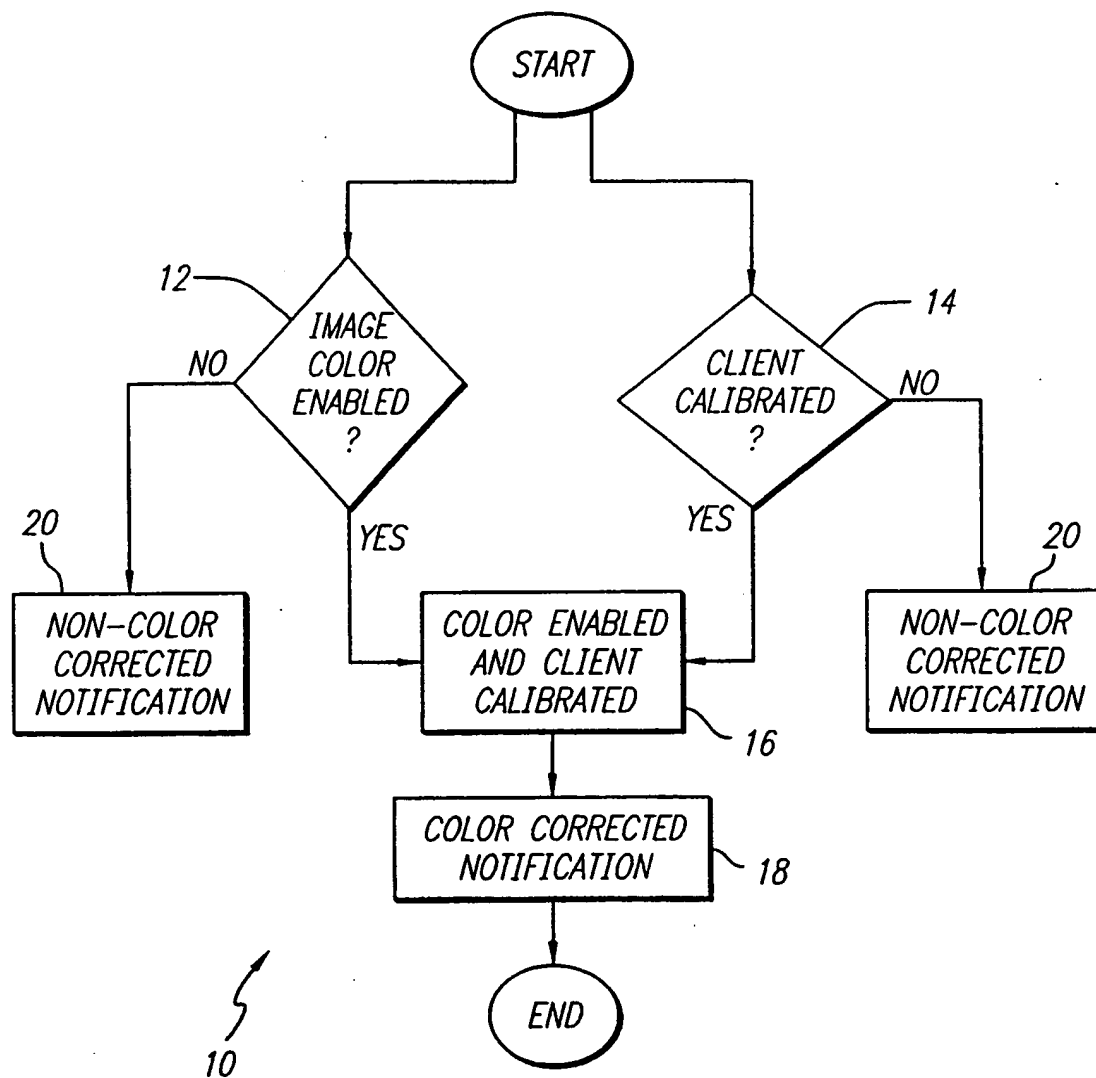 START
12
IMAGE
COLOR
ENABLED
?
NO
YES
14
CLIENT
CALIBRATED
?
NO
YES
20
NON-COLOR
CORRECTED
NOTIFICATION
COLOR ENABLED
AND CLIENT
CALIBRATED
16
20
NON-COLOR
CORRECTED
NOTIFICATION
COLOR CORRECTED
NOTIFICATION
18
END
10